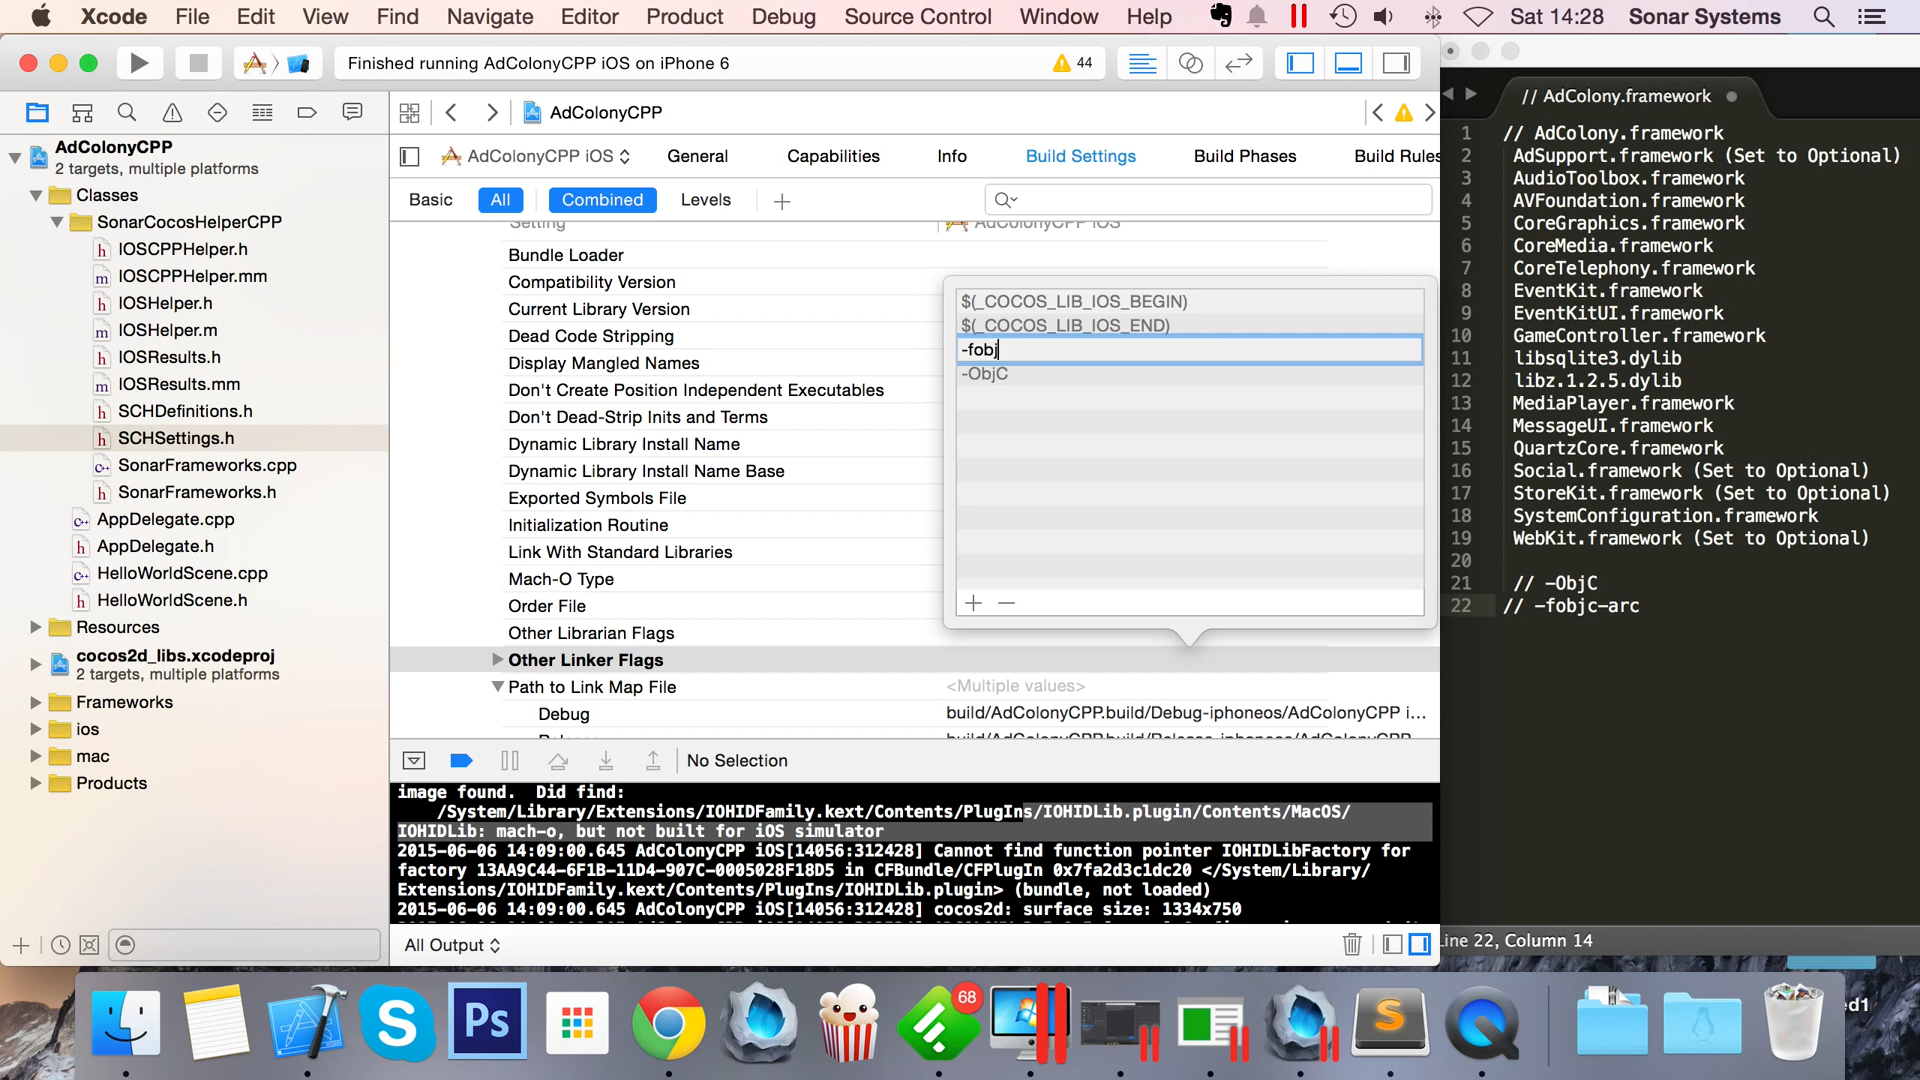 Xcode File Edit View Find Navigate Editor Product Debug Source Control Window Help Sat 14:28 Sonar Systems
Finished running AdColonyCPP iOS on iPhone 6 44
AdColonyCPP
AdColonyCPP
2 targets, multiple platforms
Classes
SonarCocosHelperCPP
IOSCPPHelper.h
IOSCPPHelper.mm
IOSHelper.h
IOSHelper.m
IOSResults.h
IOSResults.mm
SCHDefinitions.h
SCHSettings.h
SonarFrameworks.cpp
SonarFrameworks.h
AppDelegate.cpp
AppDelegate.h
HelloWorldScene.cpp
HelloWorldScene.h
Resources
cocos2d_libs.xcodeproj
2 targets, multiple platforms
Frameworks
ios
mac
Products
AdColonyCPP iOS General Capabilities Info Build Settings Build Phases Build Rules
Basic All Combined Levels
Setting AdColonyCPP iOS
Bundle Loader
Compatibility Version
Current Library Version
Dead Code Stripping
Display Mangled Names
Don't Create Position Independent Executables
Don't Dead-Strip Inits and Terms
Dynamic Library Install Name
Dynamic Library Install Name Base
Exported Symbols File
Initialization Routine
Link With Standard Libraries
Mach-O Type
Order File
Other Librarian Flags
Other Linker Flags
Path to Link Map File <Multiple values>
Debug build/AdColonyCPP.build/Debug-iphoneos/AdColonyCPP i...
$(_COCOS_LIB_IOS_BEGIN)
$(_COCOS_LIB_IOS_END)
-fobj
-ObjC
No Selection
image found. Did find:
/System/Library/Extensions/IOHIDFamily.kext/Contents/PlugIns/IOHIDLib.plugin/Contents/MacOS/
IOHIDLib: mach-o, but not built for iOS simulator
2015-06-06 14:09:00.645 AdColonyCPP iOS[14056:312428] Cannot find function pointer IOHIDLibFactory for
factory 13AA9C44-6F1B-11D4-907C-0005028F18D5 in CFBundle/CFPlugIn 0x7fa2d3c1dc20 </System/Library/
Extensions/IOHIDFamily.kext/Contents/PlugIns/IOHIDLib.plugin> (bundle, not loaded)
2015-06-06 14:09:00.645 AdColonyCPP iOS[14056:312428] cocos2d: surface size: 1334x750
All Output
// AdColony.framework
1 // AdColony.framework
2 AdSupport.framework (Set to Optional)
3 AudioToolbox.framework
4 AVFoundation.framework
5 CoreGraphics.framework
6 CoreMedia.framework
7 CoreTelephony.framework
8 EventKit.framework
9 EventKitUI.framework
10 GameController.framework
11 libsqlite3.dylib
12 libz.1.2.5.dylib
13 MediaPlayer.framework
14 MessageUI.framework
15 QuartzCore.framework
16 Social.framework (Set to Optional)
17 StoreKit.framework (Set to Optional)
18 SystemConfiguration.framework
19 WebKit.framework (Set to Optional)
20
21 // -ObjC
22 // -fobjc-arc
Line 22, Column 14
S
Ps
68
S
ed1